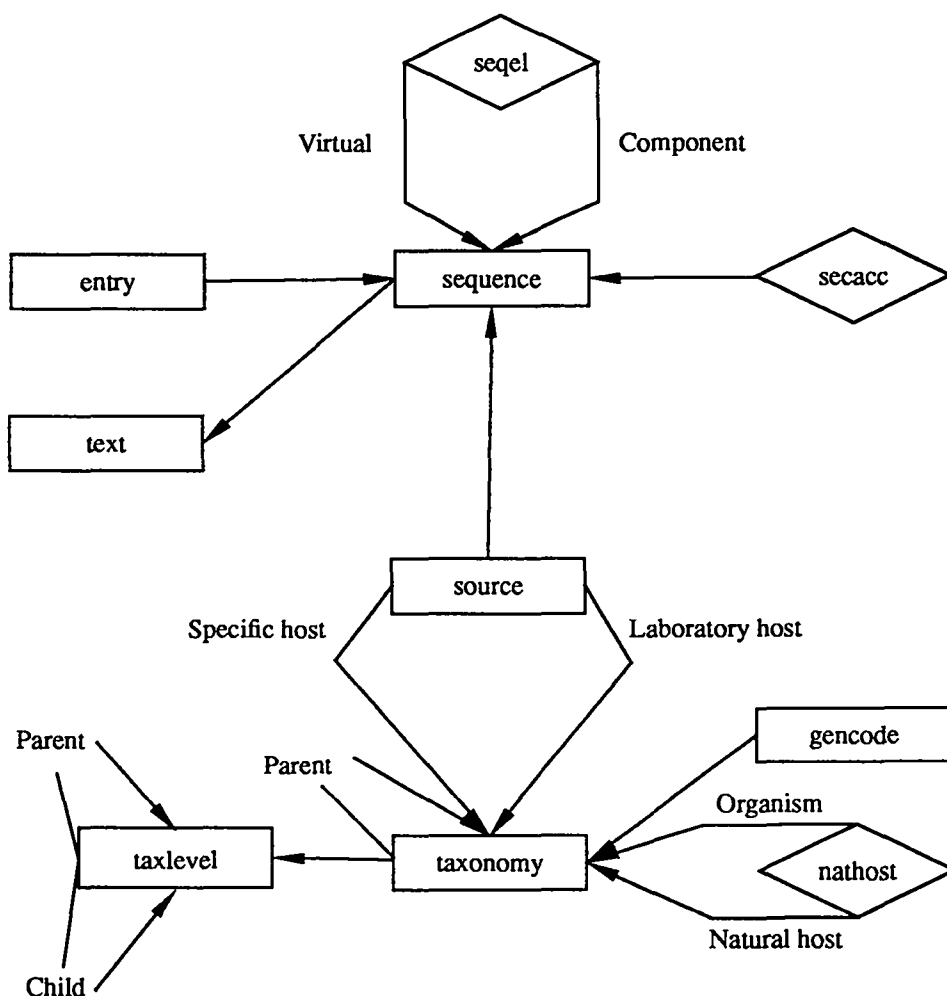 seqel
Virtual
Component
entry
sequence
secacc
text
source
Specific host
Laboratory host
gencode
Parent
Parent
Organism
taxlevel
taxonomy
nathost
Natural host
Child